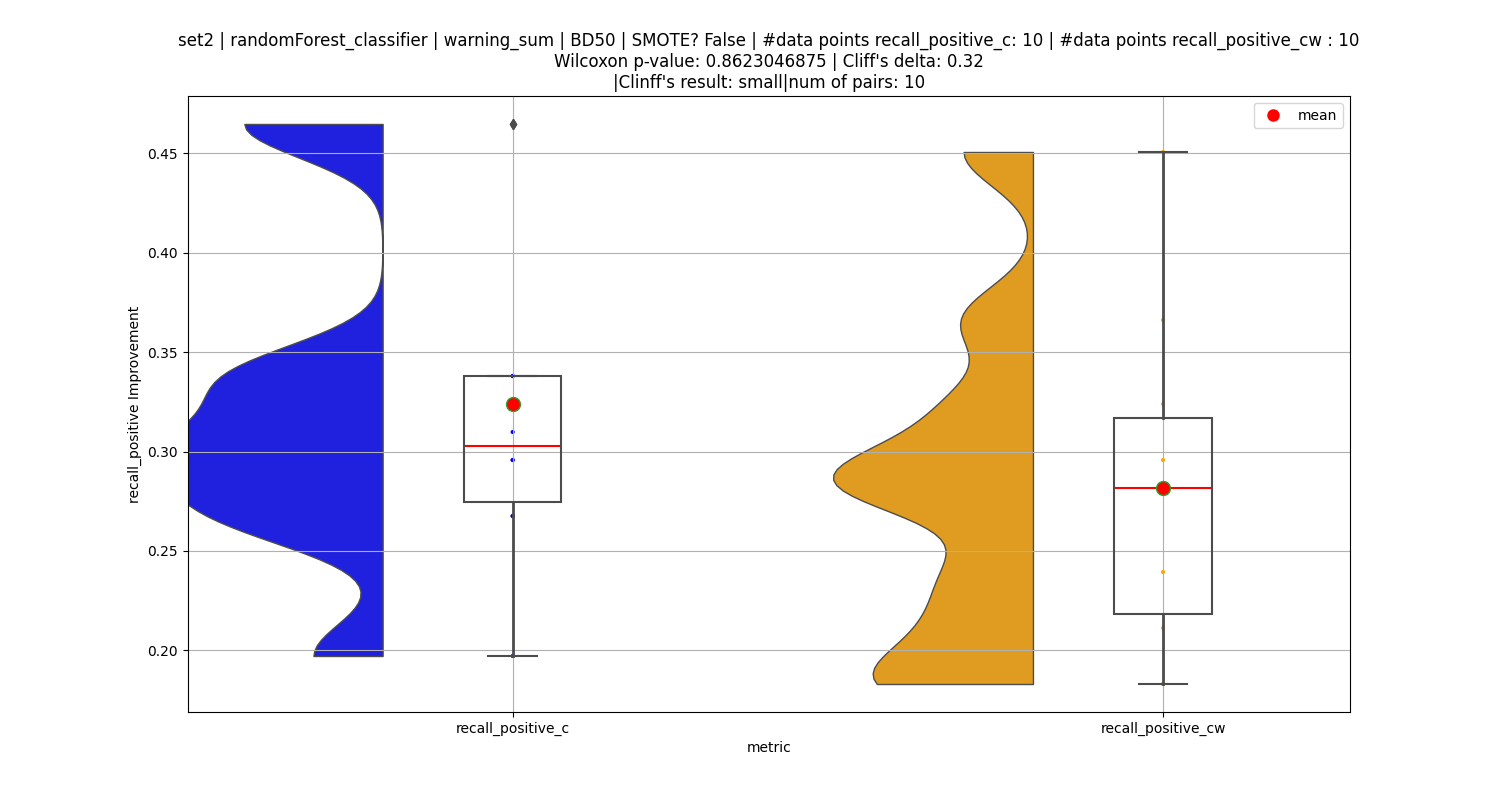 set2 | randomForest_classifier | warning_sum | BD50 | SMOTE? False | #data points recall_positive_c: 10 | #data points recall_positive_cw : 10
Wilcoxon p-value: 0.8623046875 | Cliff's delta: 0.32
|Clinff's result: small|num of pairs: 10
mean
recall_positive Improvement
0.45
0.40
0.35
0.30
0.25
0.20
recall_positive_c
recall_positive_cw
metric